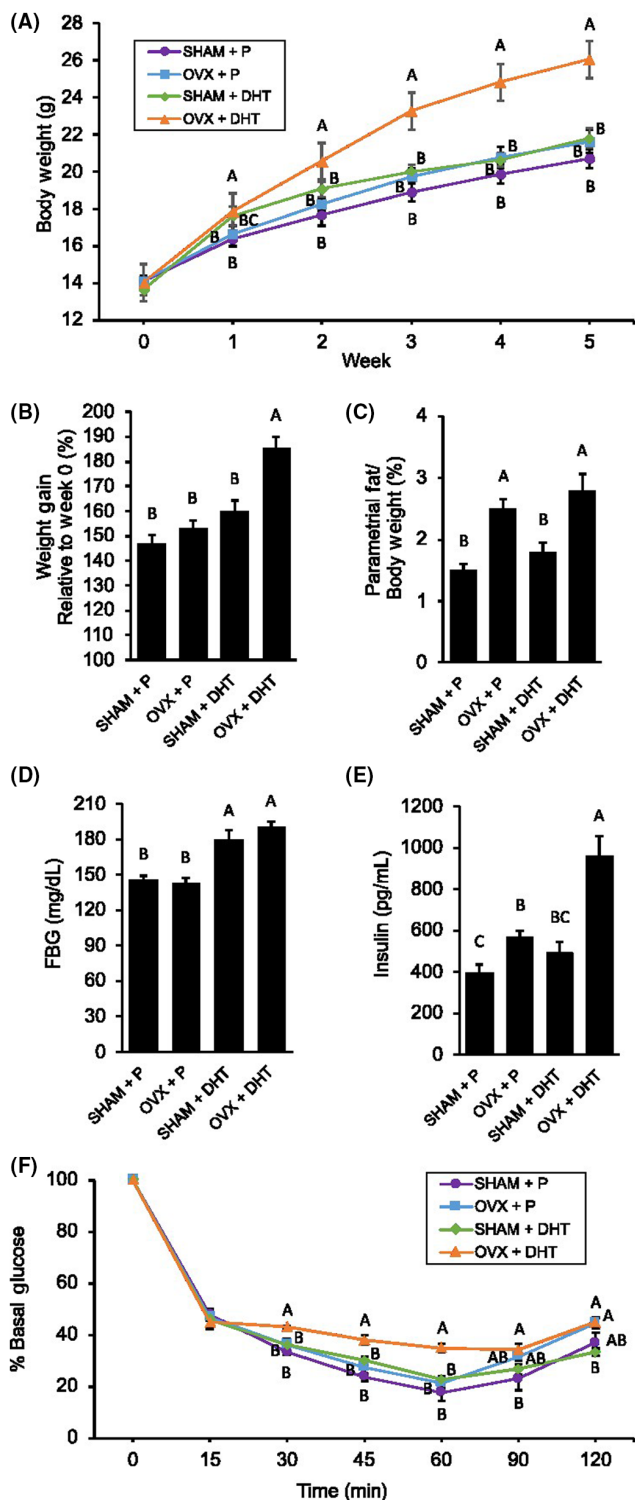 (A)
28
26
24
22
20
18
16
14
12
Body weight (g)
SHAM + P
OVX + P
SHAM + DHT
OVX + DHT
A
A
A
A
A
B
BC
B
B
B
B
B
B
B
B
B
B
B
B
B
B
0 1 2 3 4 5
Week
(B)
200
190
180
170
160
150
140
130
120
110
100
Weight gain
Relative to week 0 (%)
B
B
B
A
SHAM + P
OVX + P
SHAM + DHT
OVX + DHT
(C)
4
3
2
1
0
Parametrial fat/
Body weight (%)
B
A
B
A
SHAM + P
OVX + P
SHAM + DHT
OVX + DHT
(D)
210
180
150
120
90
60
30
0
FBG (mg/dL)
B
B
A
A
SHAM + P
OVX + P
SHAM + DHT
OVX + DHT
(E)
1200
1000
800
600
400
200
0
Insulin (pg/mL)
C
B
BC
A
SHAM + P
OVX + P
SHAM + DHT
OVX + DHT
(F)
100
80
60
40
20
0
% Basal glucose
SHAM + P
OVX + P
SHAM + DHT
OVX + DHT
A
A
A
A
A
A
B
B
B
B
B
B
B
B
B
AB
AB
B
AB
B
0 15 30 45 60 90 120
Time (min)